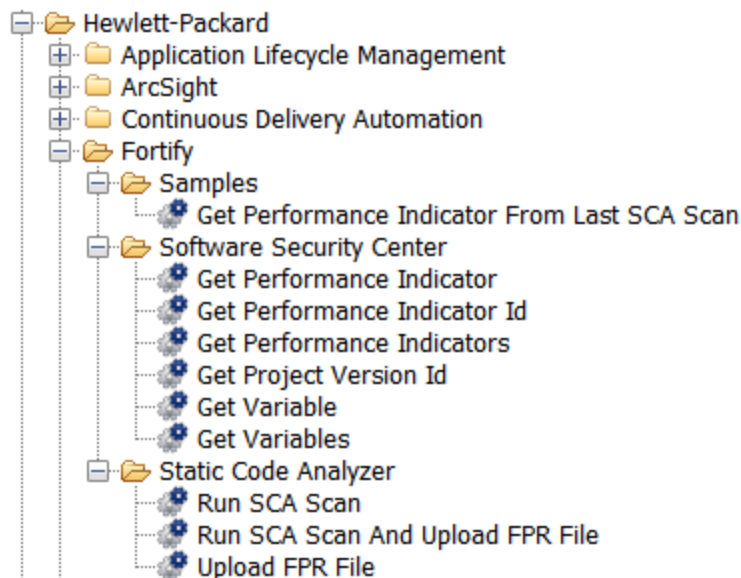 Hewlett-Packard
Application Lifecycle Management
ArcSight
Continuous Delivery Automation
Fortify
Samples
Get Performance Indicator From Last SCA Scan
Software Security Center
Get Performance Indicator
Get Performance Indicator Id
Get Performance Indicators
Get Project Version Id
Get Variable
Get Variables
Static Code Analyzer
Run SCA Scan
Run SCA Scan And Upload FPR File
Upload FPR File